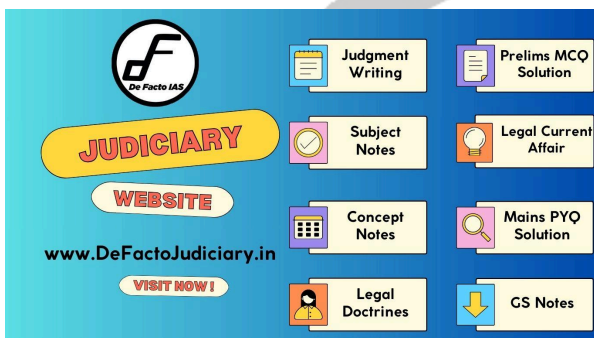 De Facto IAS
JUDICIARY
WEBSITE
www.DeFactoJudiciary.in
VISIT NOW !
Judgment
Writing
Prelims MCQ
Solution
Subject
Notes
Legal Current
Affair
Concept
Notes
Mains PYQ
Solution
Legal
Doctrines
GS Notes